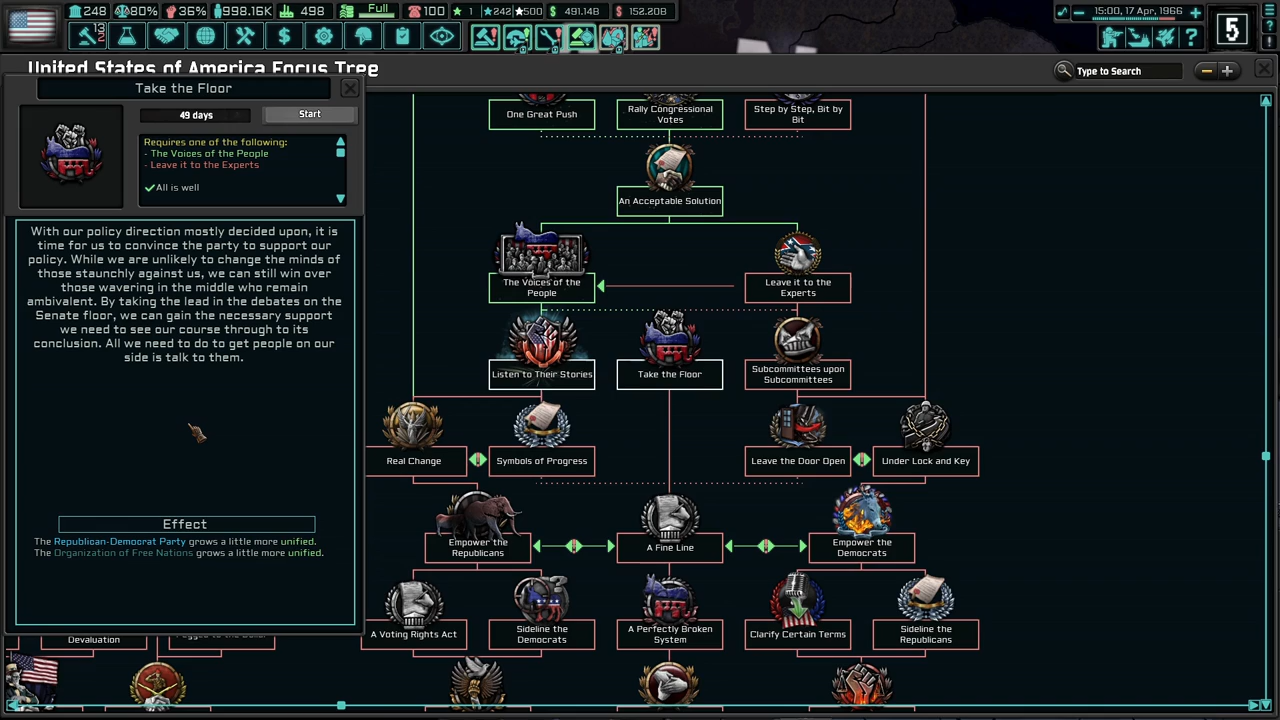 248 80% 36% 998.16K 498 Full 100 1 242 500 $ 491.14B $ 152.20B
15:00, 17 Apr, 1966
5
United States of America Focus Tree
Type to Search
Take the Floor
49 days
Start
Requires one of the following:
- The Voices of the People
- Leave it to the Experts
All is well
With our policy direction mostly decided upon, it is
time for us to convince the party to support our
policy. While we are unlikely to change the minds of
those staunchly against us, we can still win over
those wavering in the middle who remain
ambivalent. By taking the lead in the debates on the
Senate floor, we can gain the necessary support
we need to see our course through to its
conclusion. All we need to do to get people on our
side is talk to them.
Effect
The Republican-Democrat Party grows a little more unified.
The Organization of Free Nations grows a little more unified.
One Great Push
Rally Congressional
Votes
Step by Step, Bit by
Bit
An Acceptable Solution
The Voices of the
People
Leave it to the
Experts
Listen to Their Stories
Take the Floor
Subcommittees upon
Subcommittees
Real Change
Symbols of Progress
Leave the Door Open
Under Lock and Key
Empower the
Republicans
A Fine Line
Empower the
Democrats
A Voting Rights Act
Sideline the
Democrats
A Perfectly Broken
System
Clarify Certain Terms
Sideline the
Republicans
Devaluation